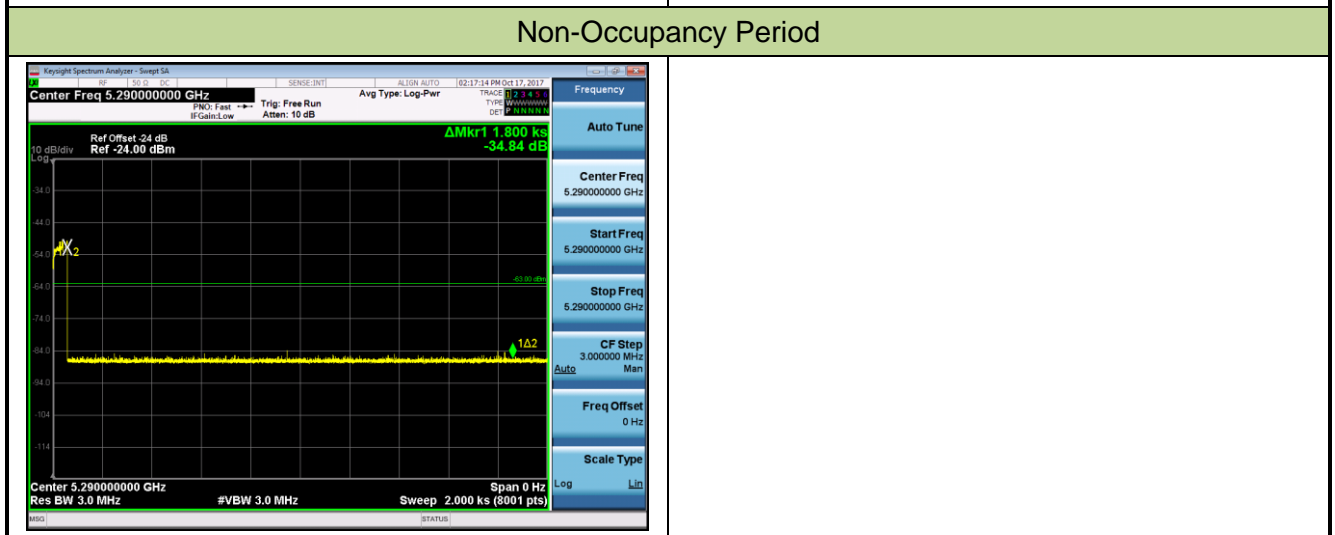 Non-Occupancy Period
Keysight Spectrum Analyzer - Swept SA
RF 50 Ω DC SENSE:INT ALIGN AUTO 02:17:14 PM Oct 17, 2017
Center Freq 5.290000000 GHz
PNO: Fast
IFGain:Low
Trig: Free Run
Atten: 10 dB
Avg Type: Log-Pwr
TRACE 1 2 3 4 5 6
TYPE WWWWWW
DET P N N N N N
Frequency
Auto Tune
Ref Offset -24 dB
10 dB/div Ref -24.00 dBm
Log
ΔMkr1 1.800 ks
-34.84 dB
Center Freq
5.290000000 GHz
-34.0
-44.0
Start Freq
5.290000000 GHz
2
-54.0
-64.0
Stop Freq
5.290000000 GHz
-74.0
-84.0
1Δ2
CF Step
3.000000 MHz
Auto Man
-94.0
-104
Freq Offset
0 Hz
-114
Scale Type
Log Lin
Center 5.290000000 GHz Span 0 Hz
Res BW 3.0 MHz #VBW 3.0 MHz Sweep 2.000 ks (8001 pts)
MSG STATUS